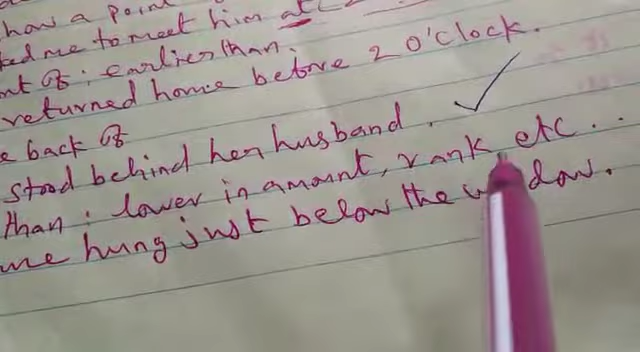 how a point
ked me to meet him at
nt of; earlier than.
returned home before 2 o'clock.
e back of
stood behind her husband.
than; lower in amount, rank etc..
me hung just below the window.